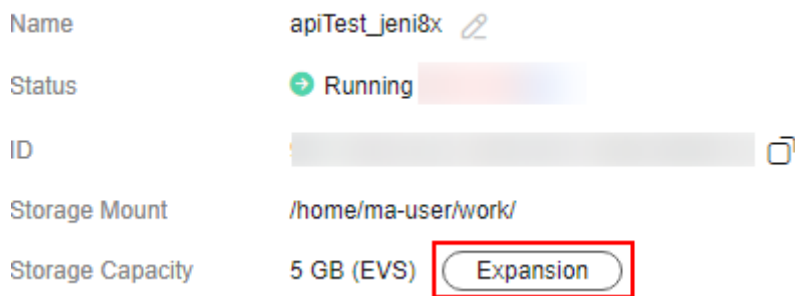 Name apiTest_jeni8x
Status Running
ID
Storage Mount /home/ma-user/work/
Storage Capacity 5 GB (EVS) Expansion